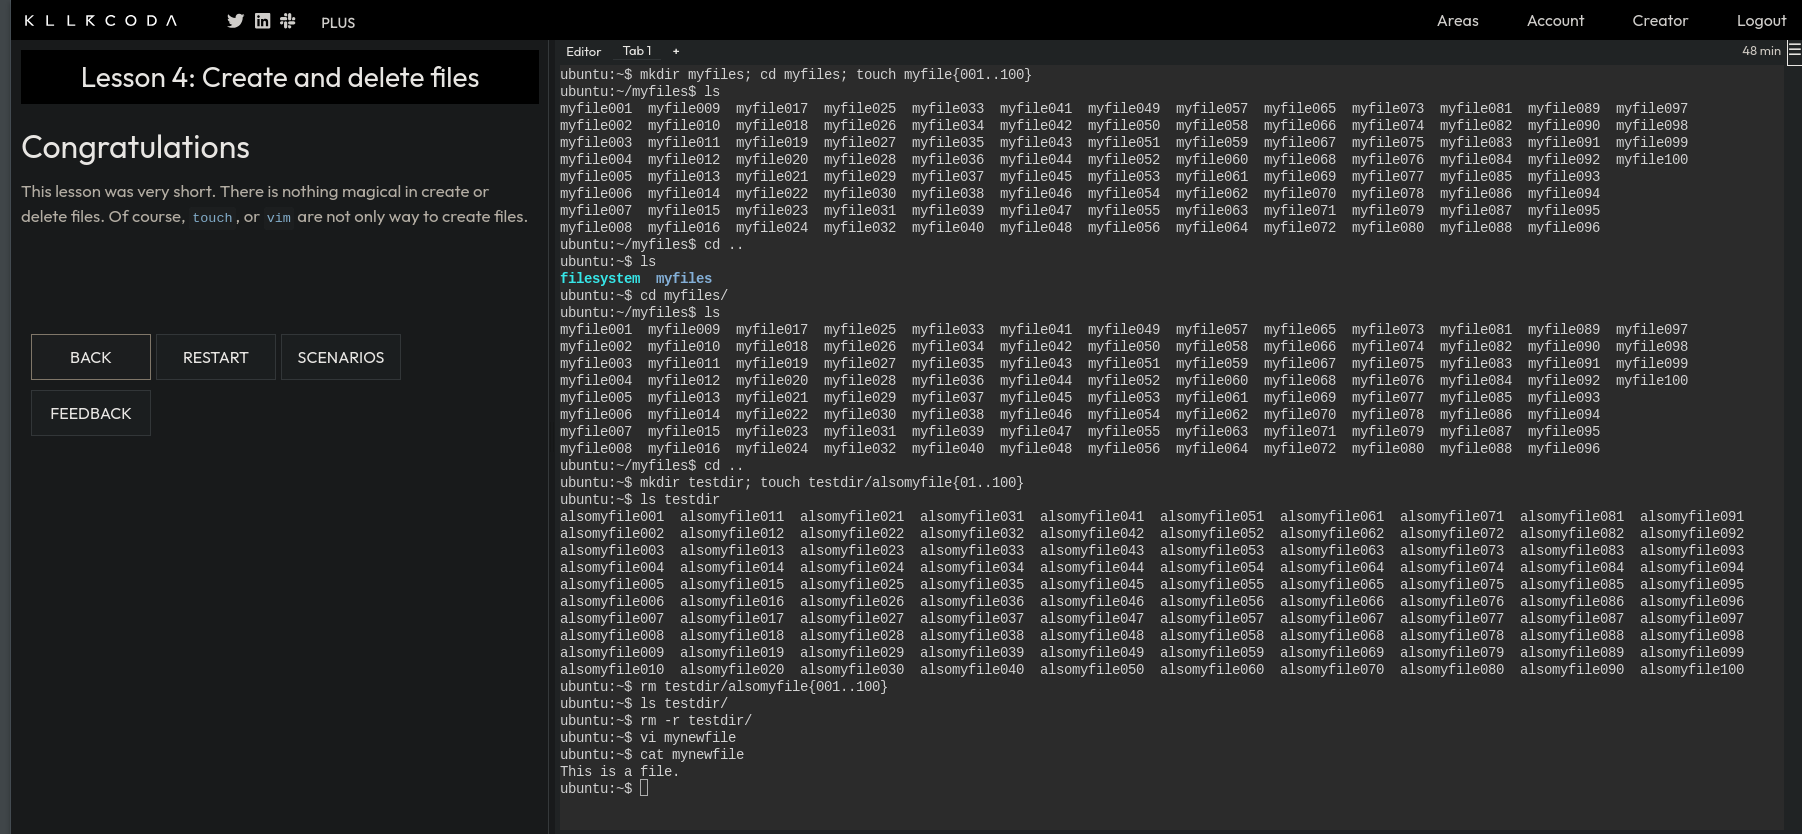 KILLERCODA PLUS Areas Account Creator Logout
Lesson 4: Create and delete files
Congratulations
This lesson was very short. There is nothing magical in create or
delete files. Of course, touch, or vim are not only way to create files.
BACK RESTART SCENARIOS
FEEDBACK
Editor Tab 1 + 48 min
ubuntu:~$ mkdir myfiles; cd myfiles; touch myfile{001..100}
ubuntu:~/myfiles$ ls
myfile001 myfile009 myfile017 myfile025 myfile033 myfile041 myfile049 myfile057 myfile065 myfile073 myfile081 myfile089 myfile097
myfile002 myfile010 myfile018 myfile026 myfile034 myfile042 myfile050 myfile058 myfile066 myfile074 myfile082 myfile090 myfile098
myfile003 myfile011 myfile019 myfile027 myfile035 myfile043 myfile051 myfile059 myfile067 myfile075 myfile083 myfile091 myfile099
myfile004 myfile012 myfile020 myfile028 myfile036 myfile044 myfile052 myfile060 myfile068 myfile076 myfile084 myfile092 myfile100
myfile005 myfile013 myfile021 myfile029 myfile037 myfile045 myfile053 myfile061 myfile069 myfile077 myfile085 myfile093
myfile006 myfile014 myfile022 myfile030 myfile038 myfile046 myfile054 myfile062 myfile070 myfile078 myfile086 myfile094
myfile007 myfile015 myfile023 myfile031 myfile039 myfile047 myfile055 myfile063 myfile071 myfile079 myfile087 myfile095
myfile008 myfile016 myfile024 myfile032 myfile040 myfile048 myfile056 myfile064 myfile072 myfile080 myfile088 myfile096
ubuntu:~/myfiles$ cd ..
ubuntu:~$ ls
filesystem myfiles
ubuntu:~$ cd myfiles/
ubuntu:~/myfiles$ ls
myfile001 myfile009 myfile017 myfile025 myfile033 myfile041 myfile049 myfile057 myfile065 myfile073 myfile081 myfile089 myfile097
myfile002 myfile010 myfile018 myfile026 myfile034 myfile042 myfile050 myfile058 myfile066 myfile074 myfile082 myfile090 myfile098
myfile003 myfile011 myfile019 myfile027 myfile035 myfile043 myfile051 myfile059 myfile067 myfile075 myfile083 myfile091 myfile099
myfile004 myfile012 myfile020 myfile028 myfile036 myfile044 myfile052 myfile060 myfile068 myfile076 myfile084 myfile092 myfile100
myfile005 myfile013 myfile021 myfile029 myfile037 myfile045 myfile053 myfile061 myfile069 myfile077 myfile085 myfile093
myfile006 myfile014 myfile022 myfile030 myfile038 myfile046 myfile054 myfile062 myfile070 myfile078 myfile086 myfile094
myfile007 myfile015 myfile023 myfile031 myfile039 myfile047 myfile055 myfile063 myfile071 myfile079 myfile087 myfile095
myfile008 myfile016 myfile024 myfile032 myfile040 myfile048 myfile056 myfile064 myfile072 myfile080 myfile088 myfile096
ubuntu:~/myfiles$ cd ..
ubuntu:~$ mkdir testdir; touch testdir/alsomyfile{01..100}
ubuntu:~$ ls testdir
alsomyfile001 alsomyfile011 alsomyfile021 alsomyfile031 alsomyfile041 alsomyfile051 alsomyfile061 alsomyfile071 alsomyfile081 alsomyfile091
alsomyfile002 alsomyfile012 alsomyfile022 alsomyfile032 alsomyfile042 alsomyfile052 alsomyfile062 alsomyfile072 alsomyfile082 alsomyfile092
alsomyfile003 alsomyfile013 alsomyfile023 alsomyfile033 alsomyfile043 alsomyfile053 alsomyfile063 alsomyfile073 alsomyfile083 alsomyfile093
alsomyfile004 alsomyfile014 alsomyfile024 alsomyfile034 alsomyfile044 alsomyfile054 alsomyfile064 alsomyfile074 alsomyfile084 alsomyfile094
alsomyfile005 alsomyfile015 alsomyfile025 alsomyfile035 alsomyfile045 alsomyfile055 alsomyfile065 alsomyfile075 alsomyfile085 alsomyfile095
alsomyfile006 alsomyfile016 alsomyfile026 alsomyfile036 alsomyfile046 alsomyfile056 alsomyfile066 alsomyfile076 alsomyfile086 alsomyfile096
alsomyfile007 alsomyfile017 alsomyfile027 alsomyfile037 alsomyfile047 alsomyfile057 alsomyfile067 alsomyfile077 alsomyfile087 alsomyfile097
alsomyfile008 alsomyfile018 alsomyfile028 alsomyfile038 alsomyfile048 alsomyfile058 alsomyfile068 alsomyfile078 alsomyfile088 alsomyfile098
alsomyfile009 alsomyfile019 alsomyfile029 alsomyfile039 alsomyfile049 alsomyfile059 alsomyfile069 alsomyfile079 alsomyfile089 alsomyfile099
alsomyfile010 alsomyfile020 alsomyfile030 alsomyfile040 alsomyfile050 alsomyfile060 alsomyfile070 alsomyfile080 alsomyfile090 alsomyfile100
ubuntu:~$ rm testdir/alsomyfile{001..100}
ubuntu:~$ ls testdir/
ubuntu:~$ rm -r testdir/
ubuntu:~$ vi mynewfile
ubuntu:~$ cat mynewfile
This is a file.
ubuntu:~$